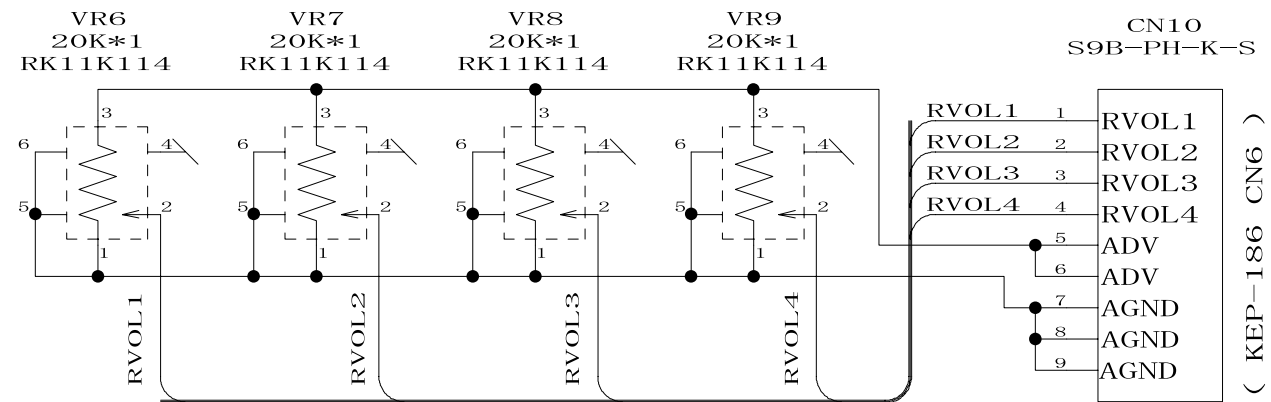 VR6
20K*1
RK11K114
VR7
20K*1
RK11K114
VR8
20K*1
RK11K114
VR9
20K*1
RK11K114
CN10
S9B-PH-K-S
3
6
4
5
2
1
3
6
4
5
2
1
3
6
4
5
2
1
3
6
4
5
2
1
RVOL1
RVOL2
RVOL3
RVOL4
RVOL1 1 RVOL1
RVOL2 2 RVOL2
RVOL3 3 RVOL3
RVOL4 4 RVOL4
5 ADV
6 ADV
7 AGND
8 AGND
9 AGND
( KEP-186 CN6 )